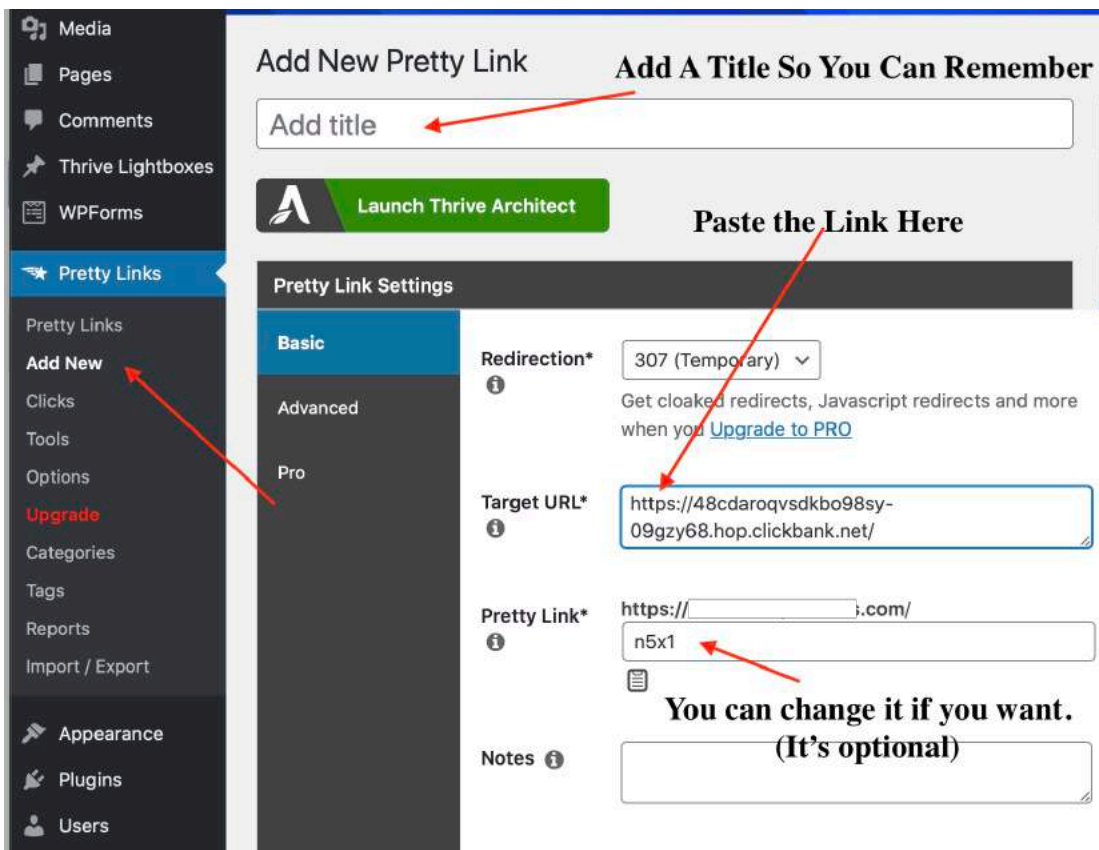 Media
Pages
Comments
Thrive Lightboxes
WPForms
Pretty Links
Pretty Links
Add New
Clicks
Tools
Options
Upgrade
Categories
Tags
Reports
Import / Export
Appearance
Plugins
Users
Add New Pretty Link
Add A Title So You Can Remember
Add title
Launch Thrive Architect
Paste the Link Here
Pretty Link Settings
Basic
Advanced
Pro
Redirection*
307 (Temporary)
Get cloaked redirects, Javascript redirects and more
when you Upgrade to PRO
Target URL*
https://48cdaroqvsdkbo98sy-
09gzy68.hop.clickbank.net/
Pretty Link*
https:// s.com/
n5x1
You can change it if you want.
(It's optional)
Notes